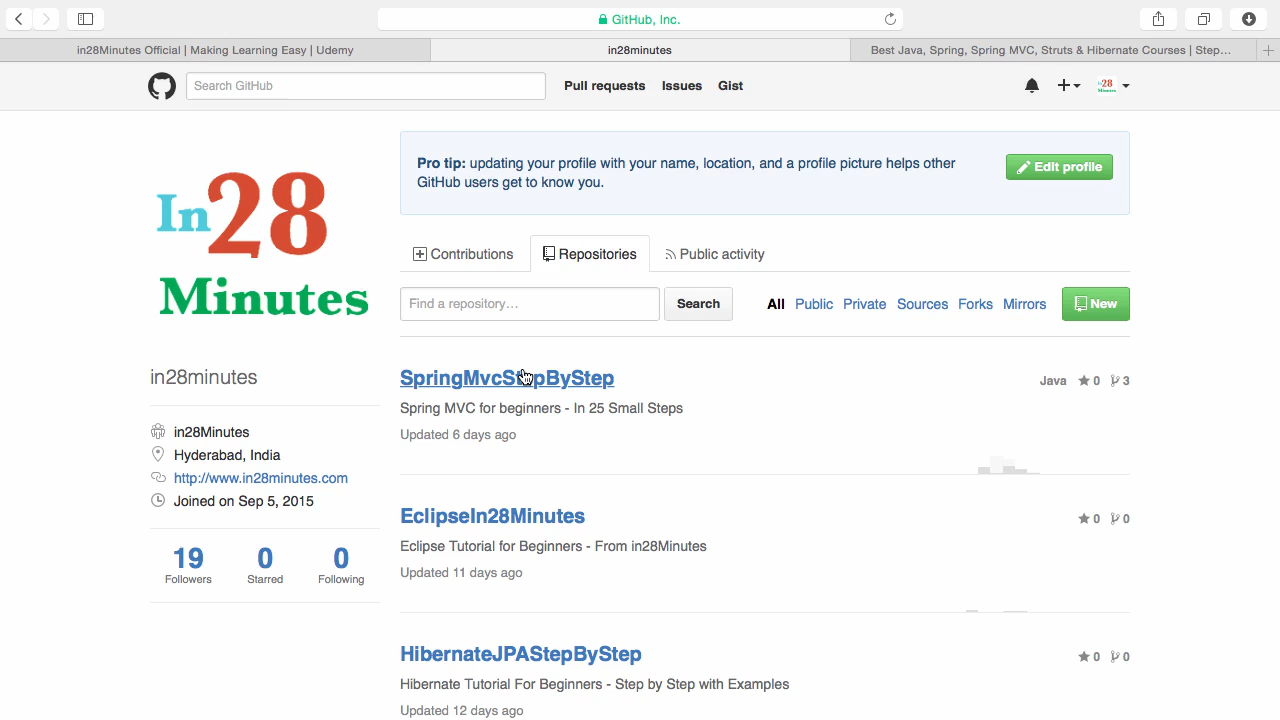 GitHub, Inc.
in28Minutes Official | Making Learning Easy | Udemy
in28minutes
Best Java, Spring, Spring MVC, Struts & Hibernate Courses | Step...
Search GitHub
Pull requests
Issues
Gist
In28
Minutes
Pro tip: updating your profile with your name, location, and a profile picture helps other
GitHub users get to know you.
Edit profile
In28
Minutes
Contributions
Repositories
Public activity
Find a repository...
Search
All
Public
Private
Sources
Forks
Mirrors
New
in28minutes
in28Minutes
Hyderabad, India
http://www.in28minutes.com
Joined on Sep 5, 2015
19
Followers
0
Starred
0
Following
SpringMvcStepByStep
Java
0
3
Spring MVC for beginners - In 25 Small Steps
Updated 6 days ago
EclipseIn28Minutes
0
0
Eclipse Tutorial for Beginners - From in28Minutes
Updated 11 days ago
HibernateJPAStepByStep
0
0
Hibernate Tutorial For Beginners - Step by Step with Examples
Updated 12 days ago